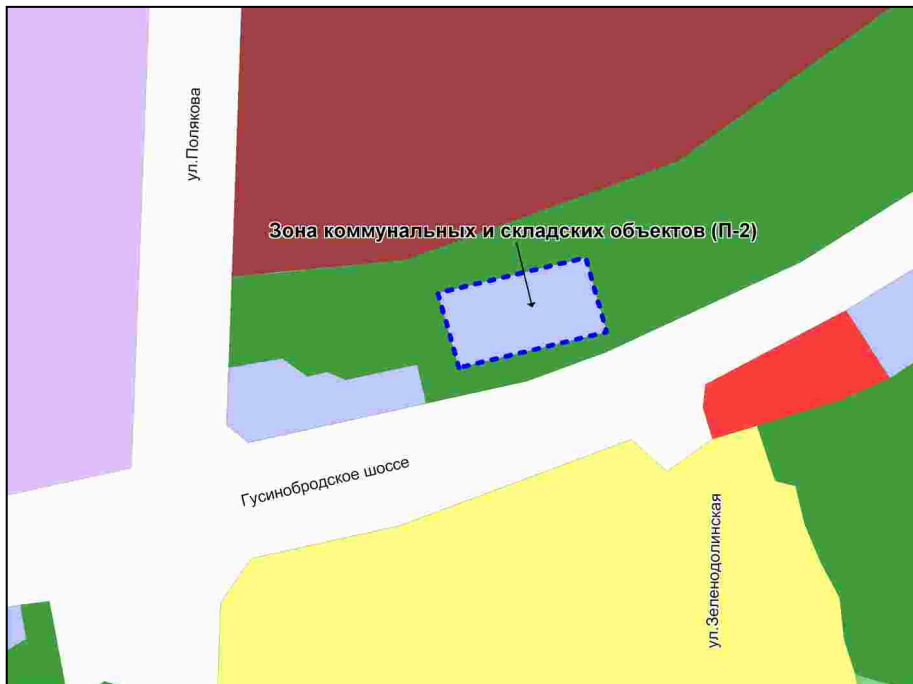 ул.Полякова
Зона коммунальных и складских объектов (П-2)
Гусинобродское шоссе
ул.Зеленодолинская